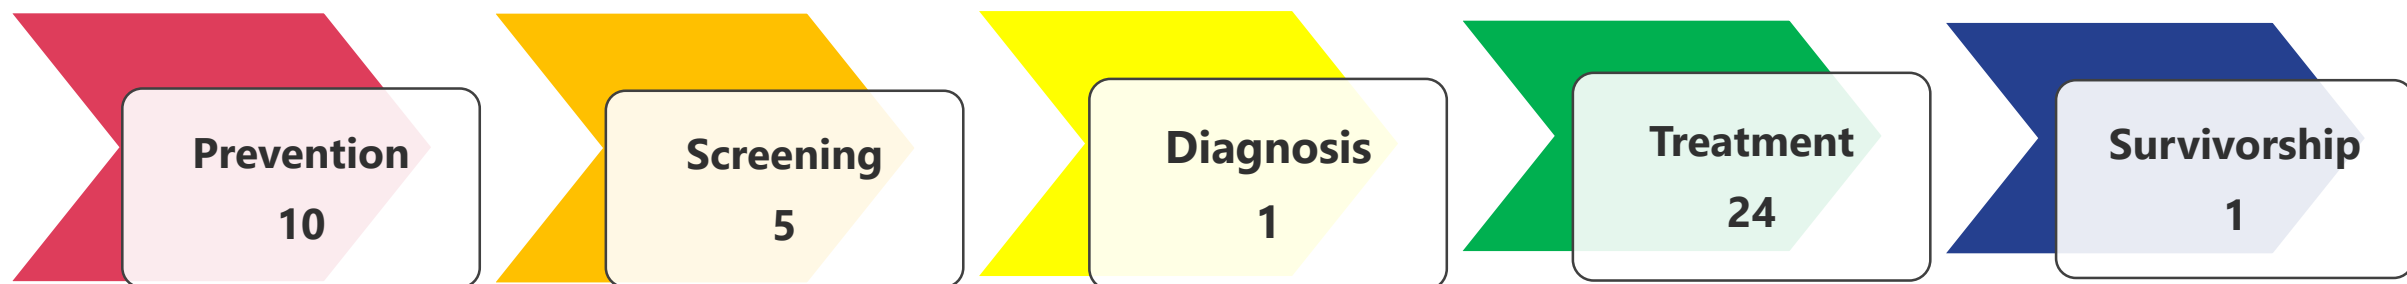 Prevention
10
Screening
5
Diagnosis
1
Treatment
24
Survivorship
1